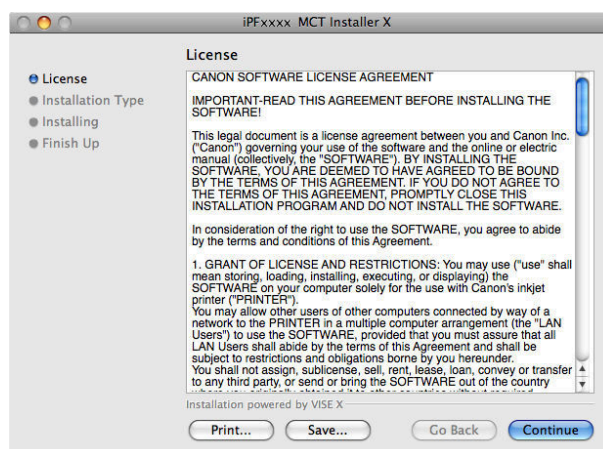 iPFxxxx MCT Installer X
License
License
Installation Type
Installing
Finish Up
CANON SOFTWARE LICENSE AGREEMENT
IMPORTANT-READ THIS AGREEMENT BEFORE INSTALLING THE
SOFTWARE!
This legal document is a license agreement between you and Canon Inc.
("Canon") governing your use of the software and the online or electric
manual (collectively, the "SOFTWARE"). BY INSTALLING THE
SOFTWARE, YOU ARE DEEMED TO HAVE AGREED TO BE BOUND
BY THE TERMS OF THIS AGREEMENT. IF YOU DO NOT AGREE TO
THE TERMS OF THIS AGREEMENT, PROMPTLY CLOSE THIS
INSTALLATION PROGRAM AND DO NOT INSTALL THE SOFTWARE.
In consideration of the right to use the SOFTWARE, you agree to abide
by the terms and conditions of this Agreement.
1. GRANT OF LICENSE AND RESTRICTIONS: You may use ("use" shall
mean storing, loading, installing, executing, or displaying) the
SOFTWARE on your computer solely for the use with Canon's inkjet
printer ("PRINTER").
You may allow other users of other computers connected by way of a
network to the PRINTER in a multiple computer arrangement (the "LAN
Users") to use the SOFTWARE, provided that you must assure that all
LAN Users shall abide by the terms of this Agreement and shall be
subject to restrictions and obligations borne by you hereunder.
You shall not assign, sublicense, sell, rent, lease, loan, convey or transfer
to any third party, or send or bring the SOFTWARE out of the country
Installation powered by VISE X
Print...
Save...
Go Back
Continue